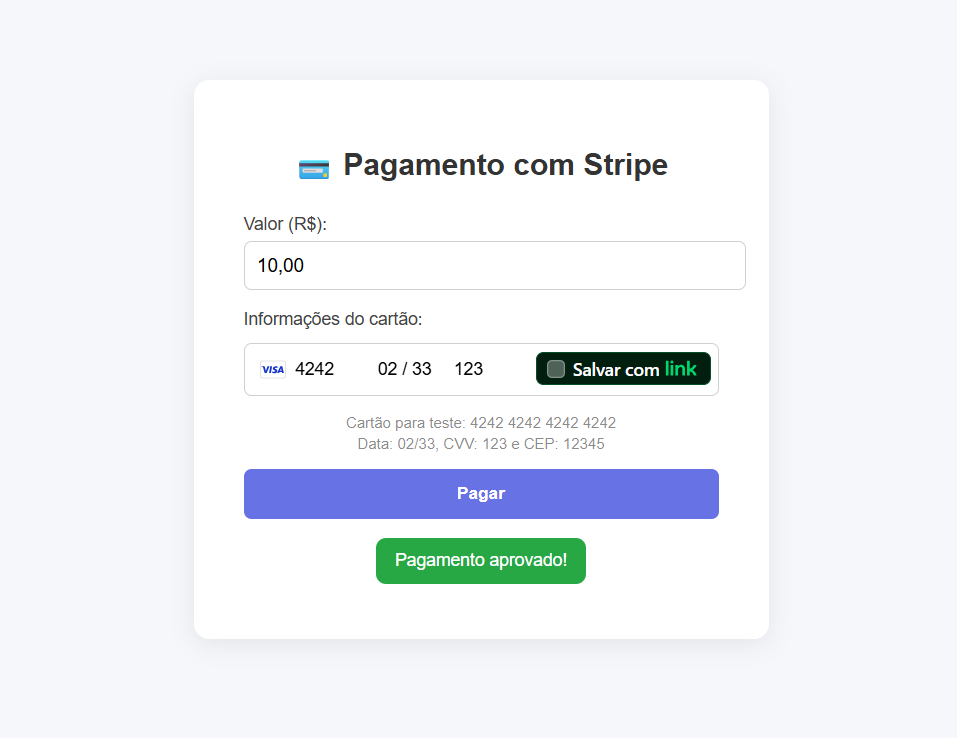 Pagamento com Stripe
Valor (R$):
10,00
Informações do cartão:
VISA 4242 02 / 33 123 Salvar com link
Cartão para teste: 4242 4242 4242 4242
Data: 02/33, CVV: 123 e CEP: 12345
Pagar
Pagamento aprovado!